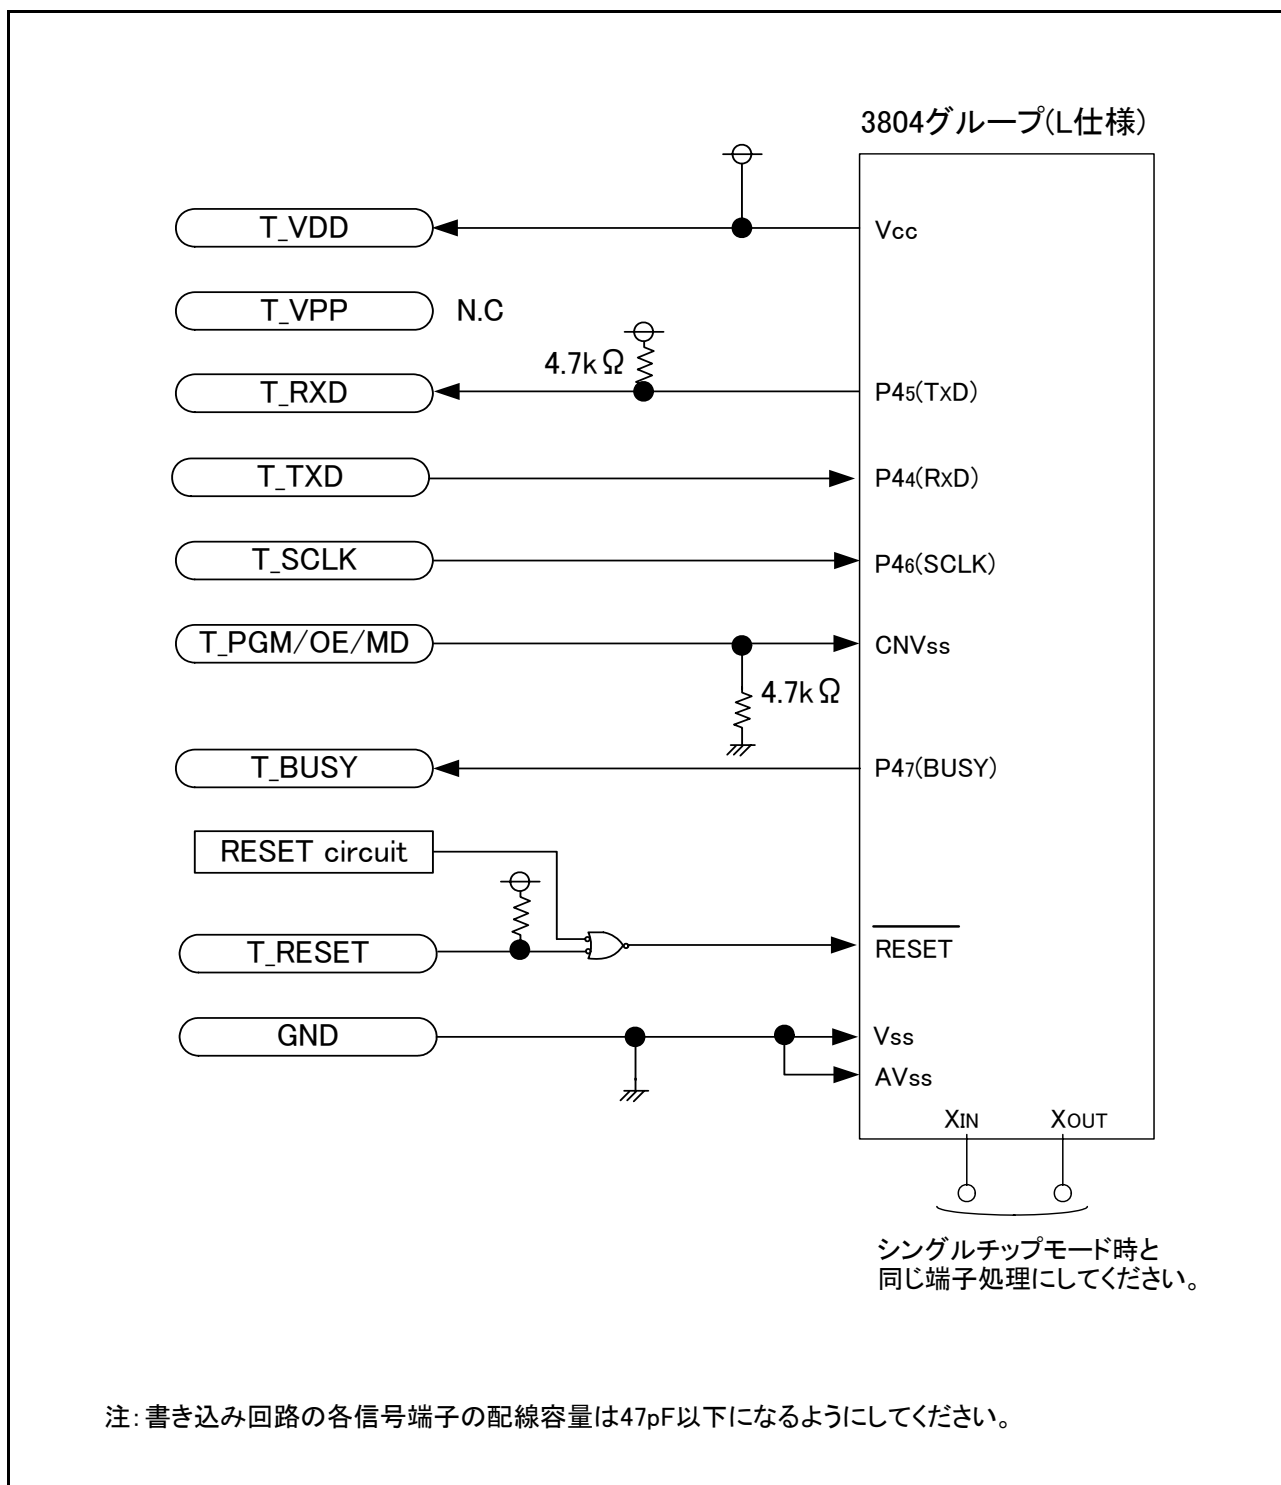 3804グループ(L仕様)
T_VDD
Vcc
T_VPP N.C
4.7kΩ
T_RXD
P45(TxD)
T_TXD
P44(RxD)
T_SCLK
P46(SCLK)
T_PGM/OE/MD
CNVss
4.7kΩ
T_BUSY
P47(BUSY)
RESET circuit
T_RESET
RESET
GND
Vss
AVss
XIN XOUT
シングルチップモード時と
同じ端子処理にしてください。
注:書き込み回路の各信号端子の配線容量は47pF以下になるようにしてください。